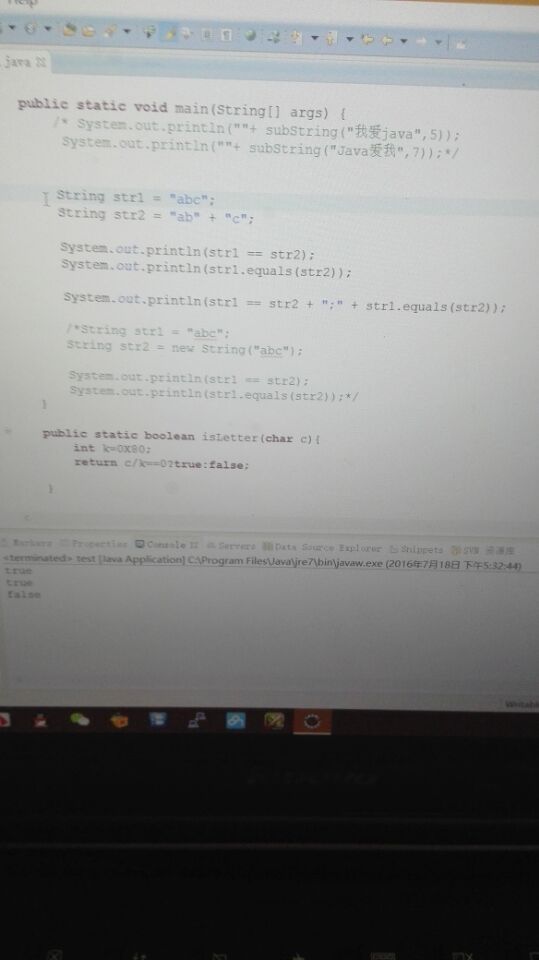 Help
java
public static void main(String[] args) {
/* System.out.println(""+ subString("我爱java",5));
System.out.println(""+ subString("Java爱我",7));*/
String str1 = "abc";
String str2 = "ab" + "c";
System.out.println(str1 == str2);
System.out.println(str1.equals(str2));
System.out.println(str1 == str2 + ";" + str1.equals(str2));
/*String str1 = "abc";
String str2 = new String("abc");
System.out.println(str1 == str2);
System.out.println(str1.equals(str2));*/
}
public static boolean isLetter(char c){
int k=0X80;
return c/k==0?true:false;
}
Markers Properties Console Servers Data Source Explorer Snippets SVN 资源库
<terminated> test [Java Application] C:\Program Files\Java\jre7\bin\javaw.exe (2016年7月18日 下午5:32:44)
true
true
false
Writabl